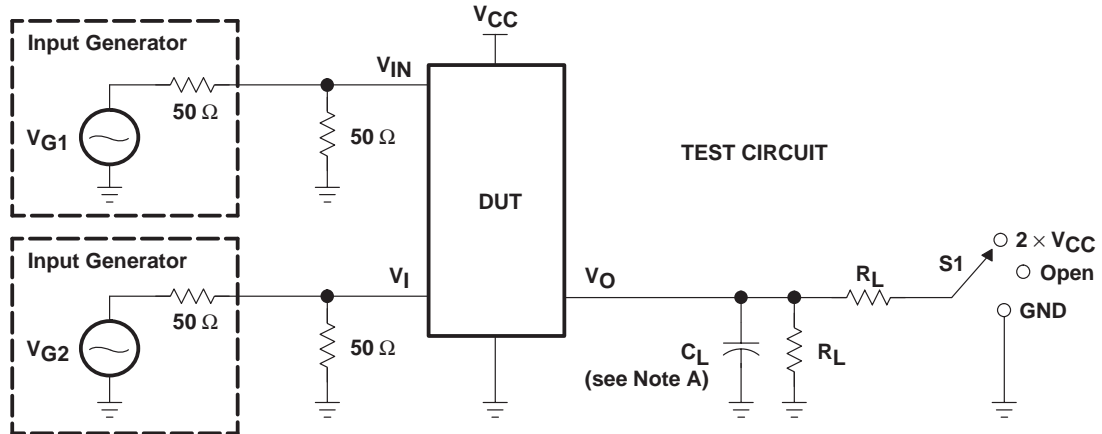 Input Generator
VG1
50 Ω
50 Ω
VIN
VCC
DUT
TEST CIRCUIT
Input Generator
VG2
50 Ω
50 Ω
VI
VO
CL
(see Note A)
RL
RL
S1
2 × VCC
Open
GND